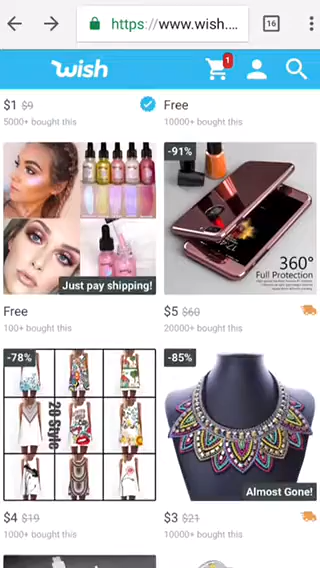 https://www.wish....
16
wish
1
$1 $9
5000+ bought this
Free
10000+ bought this
Just pay shipping!
Free
100+ bought this
-91%
360°
Full Protection
$5 $60
20000+ bought this
-78%
28 Style
$4 $19
1000+ bought this
-85%
Almost Gone!
$3 $21
10000+ bought this